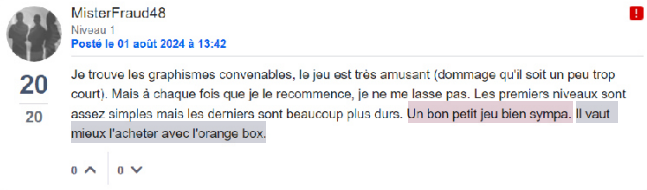 MisterFraud48
Niveau 1
Posté le 01 août 2024 à 13:42
20
20
Je trouve les graphismes convenables, le jeu est très amusant (dommage qu'il soit un peu trop
court). Mais à chaque fois que je le recommence, je ne me lasse pas. Les premiers niveaux sont
assez simples mais les derniers sont beaucoup plus durs. Un bon petit jeu bien sympa. Il vaut
mieux l'acheter avec l'orange box.
0 0